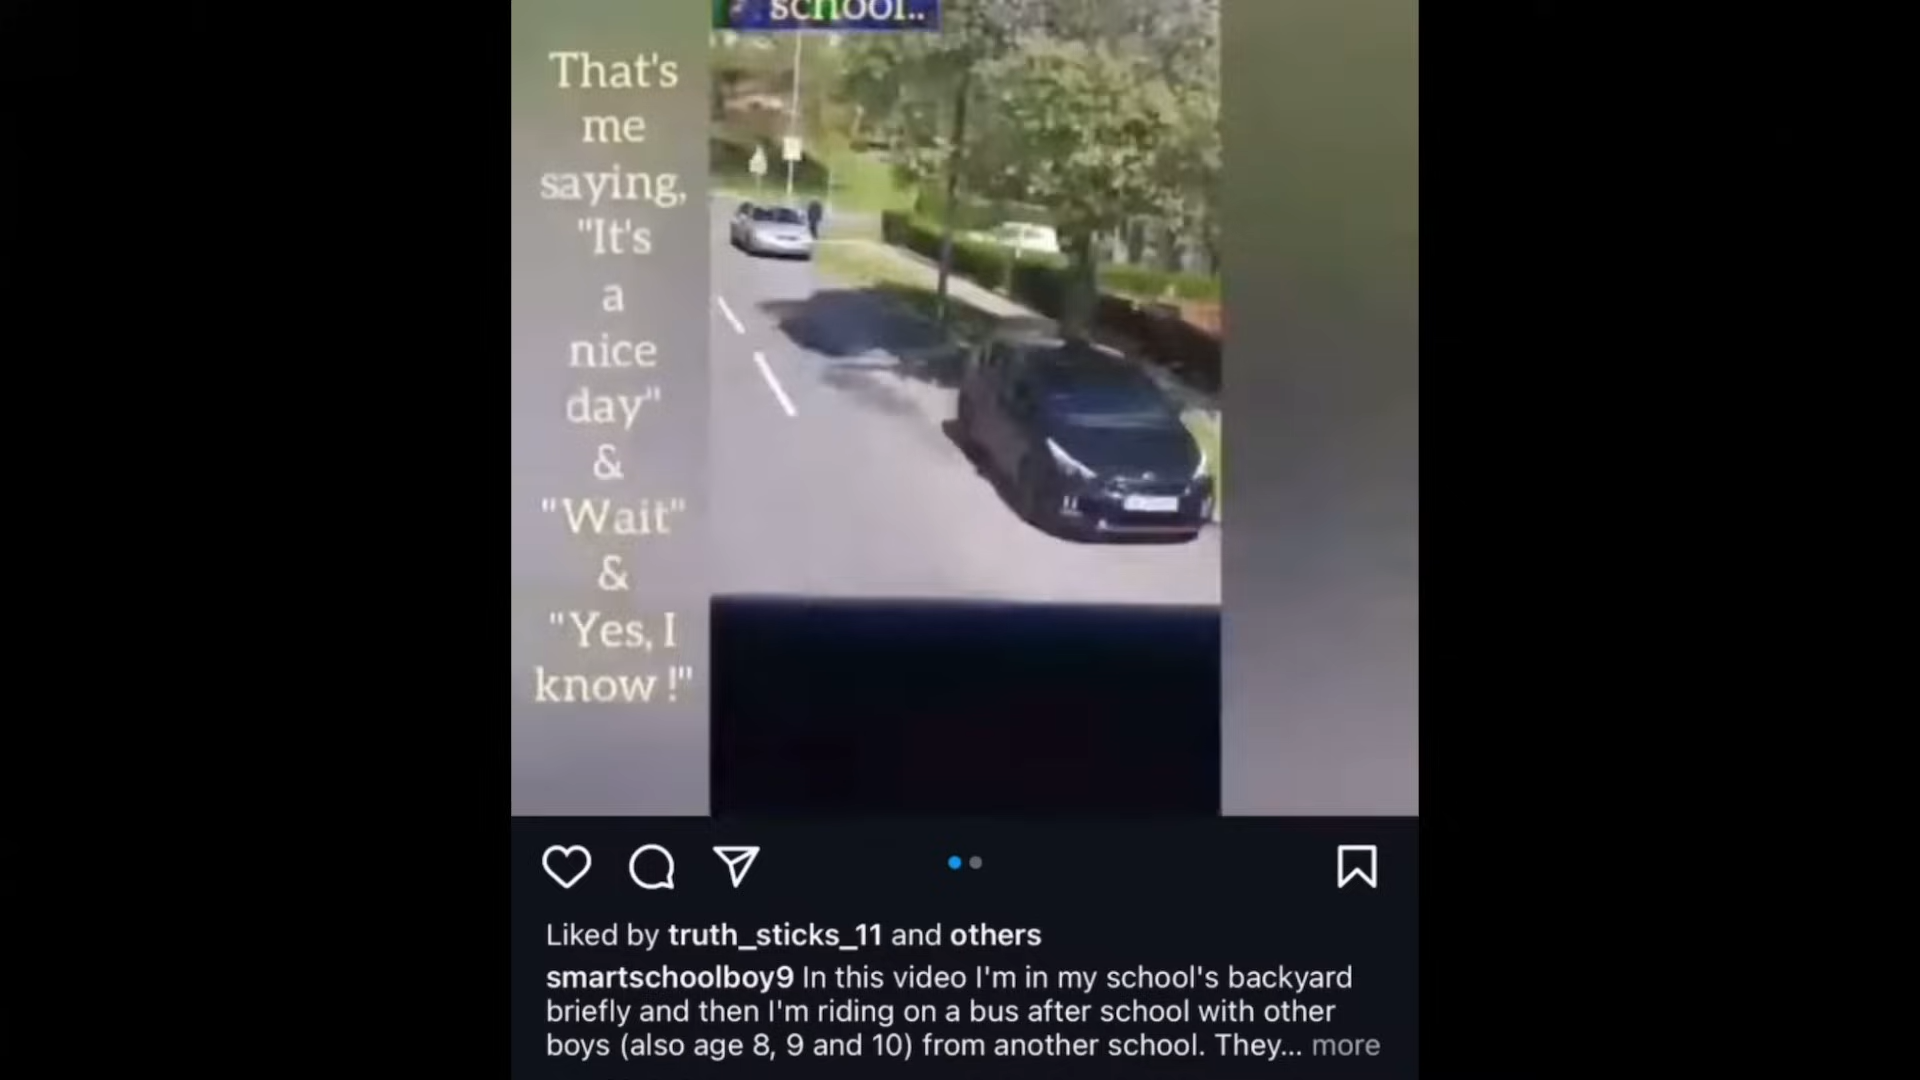 school..
That's
me
saying,
"It's
a
nice
day"
&
"Wait"
&
"Yes, I
know !"
Liked by truth_sticks_11 and others
smartschoolboy9 In this video I'm in my school's backyard
briefly and then I'm riding on a bus after school with other
boys (also age 8, 9 and 10) from another school. They... more